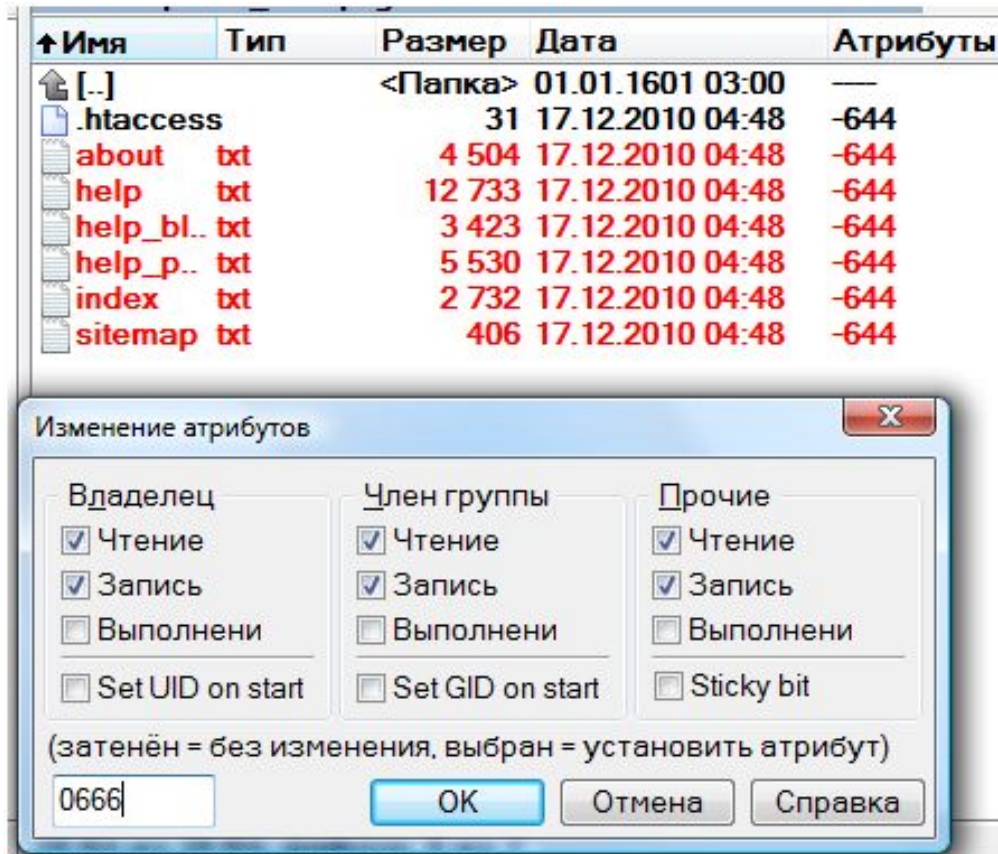 Имя Тип Размер Дата Атрибуты
[..] <Папка> 01.01.1601 03:00 ----
.htaccess 31 17.12.2010 04:48 -644
about txt 4 504 17.12.2010 04:48 -644
help txt 12 733 17.12.2010 04:48 -644
help_bl.. txt 3 423 17.12.2010 04:48 -644
help_p.. txt 5 530 17.12.2010 04:48 -644
index txt 2 732 17.12.2010 04:48 -644
sitemap txt 406 17.12.2010 04:48 -644
Изменение атрибутов
Владелец Член группы Прочие
Чтение Чтение Чтение
Запись Запись Запись
Выполнени Выполнени Выполнени
Set UID on start Set GID on start Sticky bit
(затенён = без изменения, выбран = установить атрибут)
0666 OK Отмена Справка